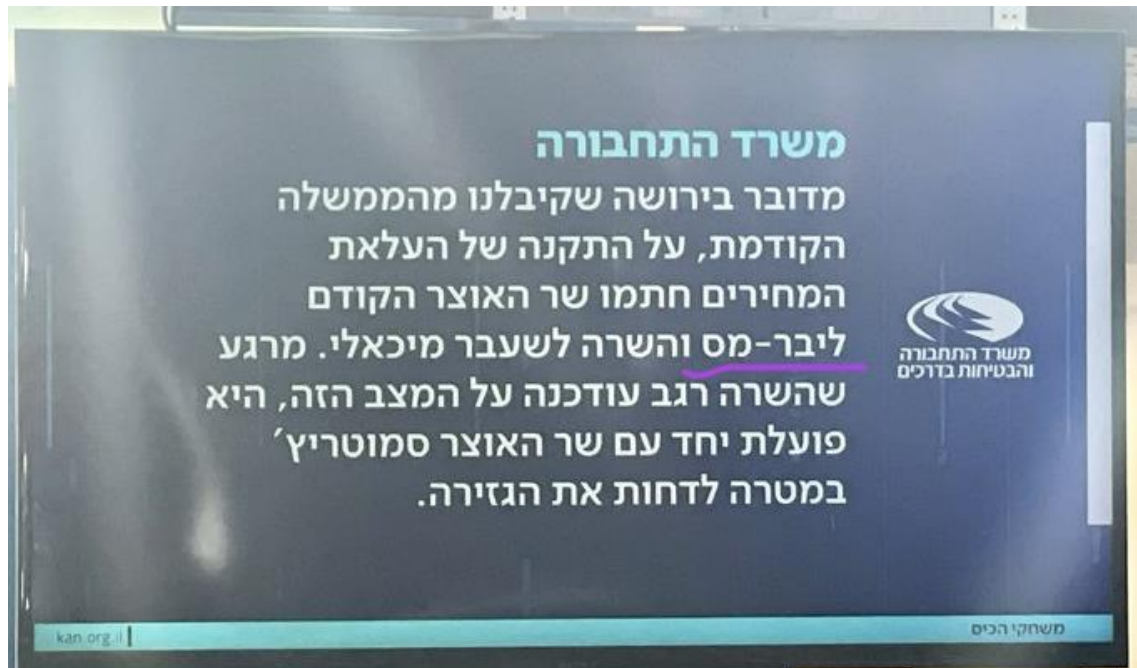 משרד התחבורה
מדובר בירושה שקיבלנו מהממשלה
הקודמת, על התקנה של העלאת
המחירים חתמו שר האוצר הקודם
ליבר-מס והשרה לשעבר מיכאלי. מרגע
שהשרה רגב עודכנה על המצב הזה, היא
פועלת יחד עם שר האוצר סמוטריץ׳
במטרה לדחות את הגזירה.
משרד התחבורה
והבטיחות בדרכים
משחקי הכיס
kan.org.il